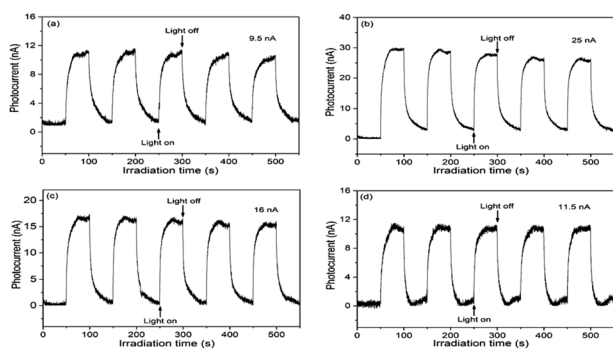 (a)
Light off
9.5 nA
Photocurrent (nA)
16
12
8
4
0
Light on
0 100 200 300 400 500
Irradiation time (s)
(b)
Light off
25 nA
Photocurrent (nA)
40
30
20
10
0
Light on
0 100 200 300 400 500
Irradiation time (s)
(c)
Light off
16 nA
Photocurrent (nA)
20
15
10
5
0
Light on
0 100 200 300 400 500
Irradiation time (s)
(d)
Light off
11.5 nA
Photocurrent (nA)
16
12
8
4
0
Light on
0 100 200 300 400 500
Irradiation time (s)